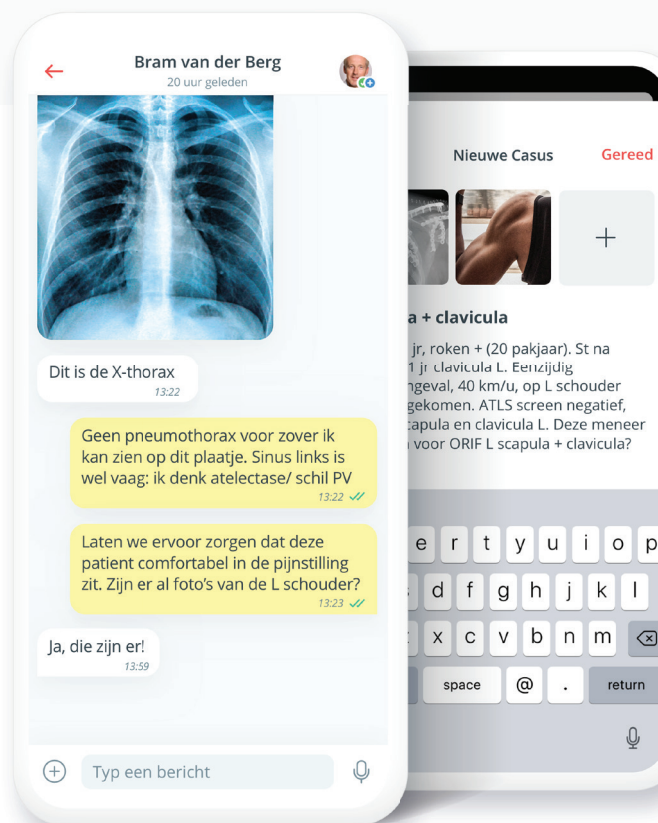 Bram van der Berg
20 uur geleden
Dit is de X-thorax
13:22
Geen pneumothorax voor zover ik
kan zien op dit plaatje. Sinus links is
wel vaag: ik denk atelectase/ schil PV
13:22
Laten we ervoor zorgen dat deze
patient comfortabel in de pijnstilling
zit. Zijn er al foto's van de L schouder?
13:23
Ja, die zijn er!
13:59
Typ een bericht
Nieuwe Casus
Gereed
a + clavicula
jr, roken + (20 pakjaar). St na
1 jr clavicula L. Eenzijdig
ngeval, 40 km/u, op L schouder
gekomen. ATLS screen negatief,
capula en clavicula L. Deze meneer
voor ORIF L scapula + clavicula?
e r t y u i o p
d f g h j k l
x c v b n m
space @ . return